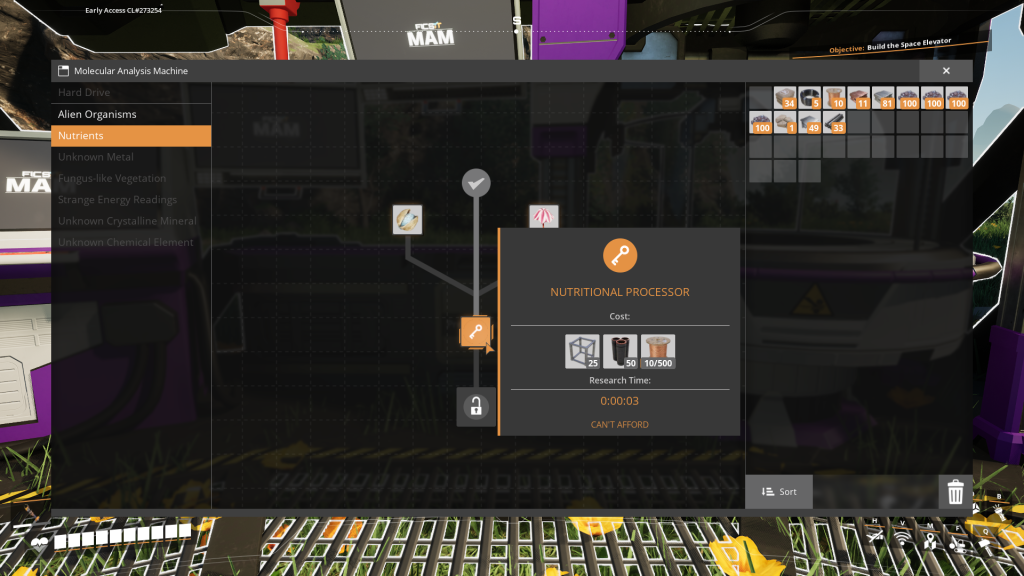 Early Access CL#273254
S
FICSIT
MAM
Objective: Build the Space Elevator
Molecular Analysis Machine
Hard Drive
Alien Organisms
Nutrients
Unknown Metal
Fungus-like Vegetation
Strange Energy Readings
Unknown Crystalline Mineral
Unknown Chemical Element
FICSIT
MAM
34 5 10 11 81 100 100 100
100 1 49 33
NUTRITIONAL PROCESSOR
Cost:
25 50 10/500
Research Time:
0:00:03
CAN'T AFFORD
Sort
B
H V N
Q